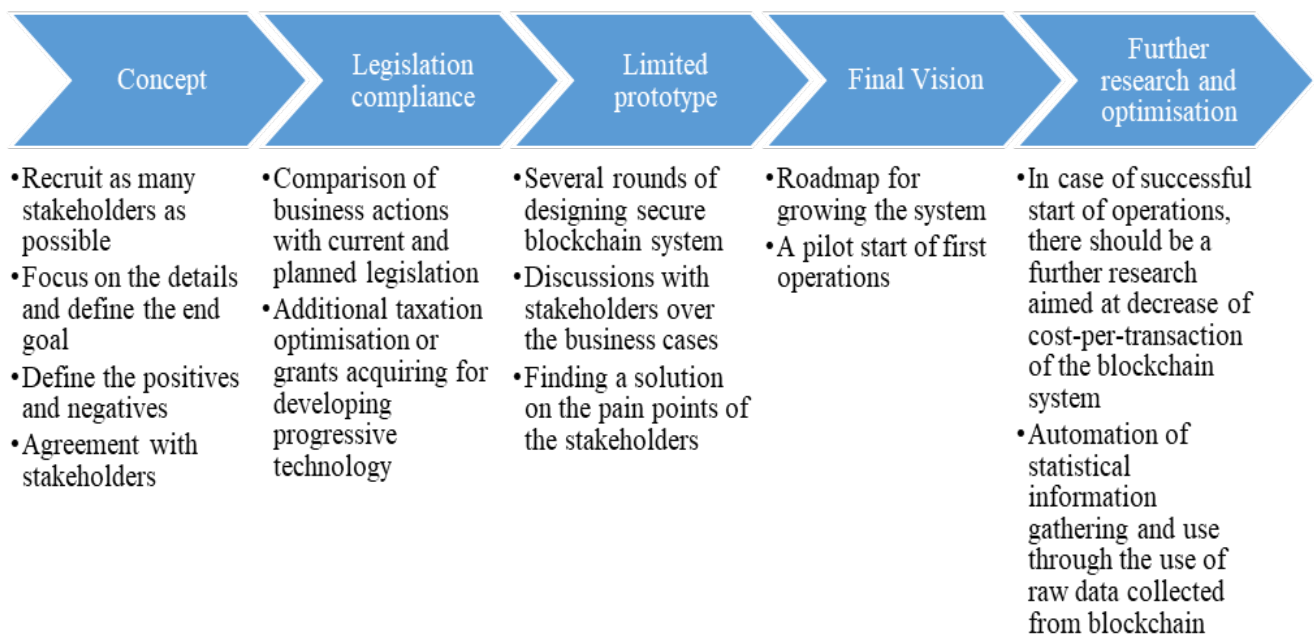 Concept
Legislation
compliance
Limited
prototype
Final Vision
Further
research and
optimisation
•Recruit as many
stakeholders as
possible
•Focus on the details
and define the end
goal
•Define the positives
and negatives
•Agreement with
stakeholders
•Comparison of
business actions
with current and
planned legislation
•Additional taxation
optimisation or
grants acquiring for
developing
progressive
technology
•Several rounds of
designing secure
blockchain system
•Discussions with
stakeholders over
the business cases
•Finding a solution
on the pain points of
the stakeholders
•Roadmap for
growing the system
•A pilot start of first
operations
•In case of successful
start of operations,
there should be a
further research
aimed at decrease of
cost-per-transaction
of the blockchain
system
•Automation of
statistical
information
gathering and use
through the use of
raw data collected
from blockchain